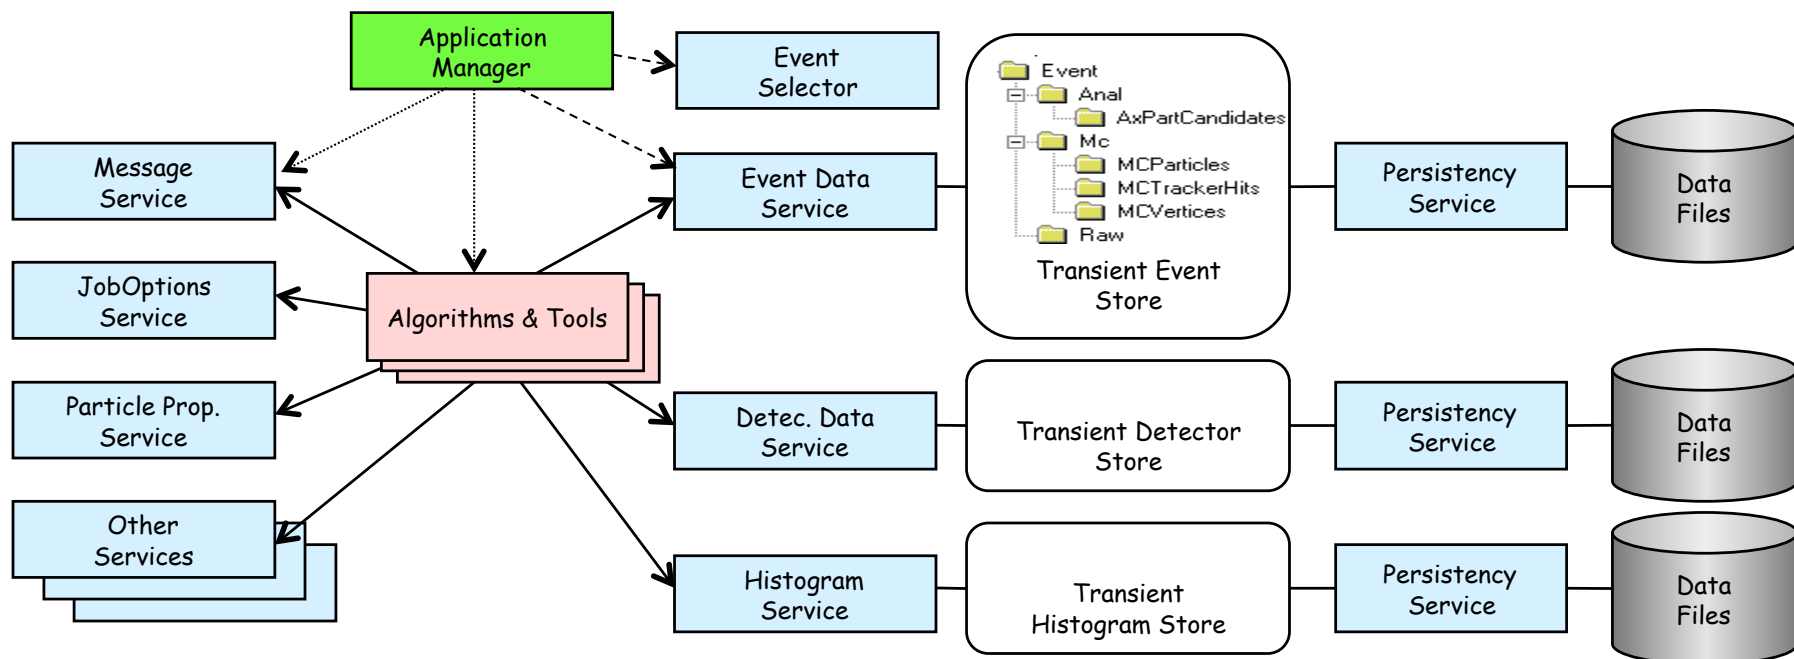 Application
Manager
Event
Selector
Message
Service
Event Data
Service
Event
Anal
AxPartCandidates
Mc
MCParticles
MCTrackerHits
MCVertices
Raw
Transient Event
Store
Persistency
Service
Data
Files
JobOptions
Service
Algorithms & Tools
Particle Prop.
Service
Detec. Data
Service
Transient Detector
Store
Persistency
Service
Data
Files
Other
Services
Histogram
Service
Transient
Histogram Store
Persistency
Service
Data
Files